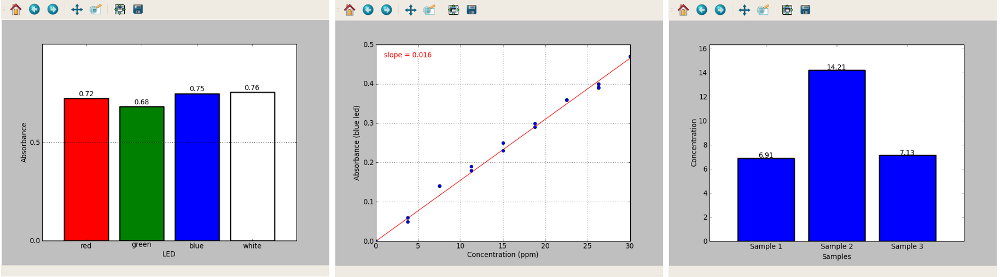 0.72
0.68
0.75
0.76
0.5
0.0
Absorbance
red
green
blue
white
LED
slope = 0.016
0.5
0.4
0.3
0.2
0.1
0.0
Absorbance (blue led)
0
5
10
15
20
25
30
Concentration (ppm)
16
14
12
10
8
6
4
2
0
Concentration
6.91
14.21
7.13
Sample 1
Sample 2
Sample 3
Samples